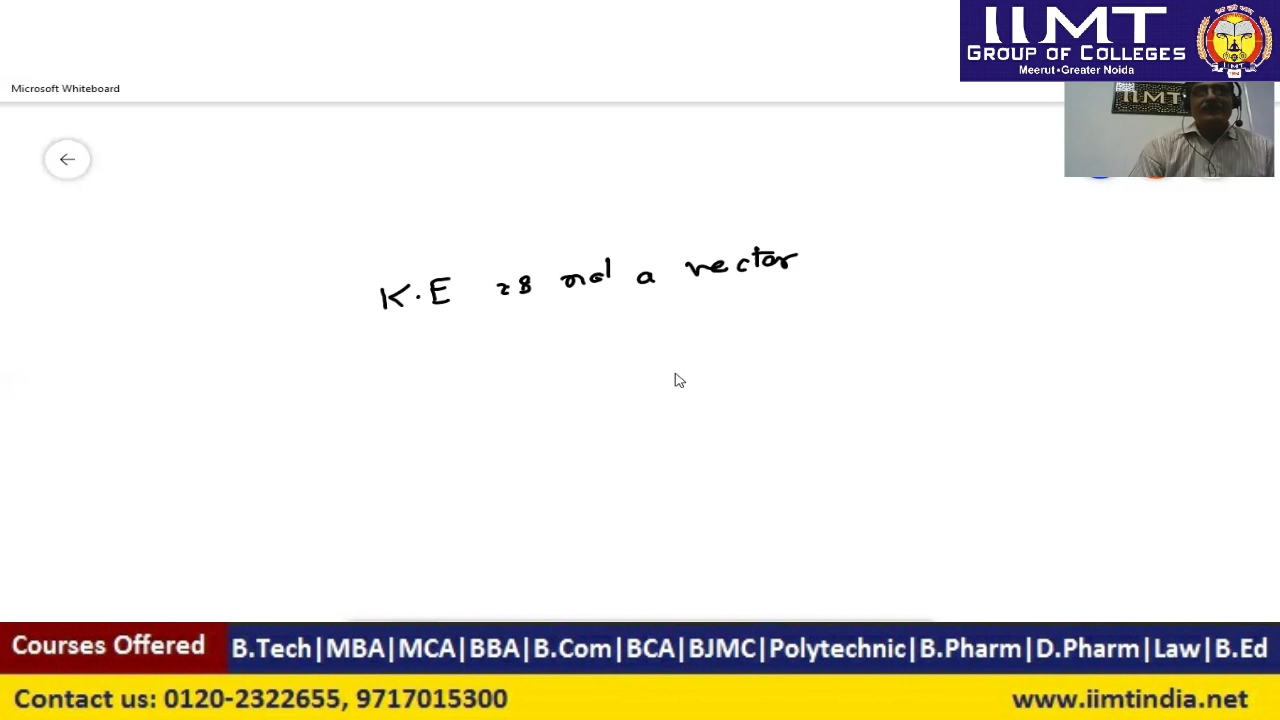 IIMT
GROUP OF COLLEGES
Meerut•Greater Noida
Microsoft Whiteboard
IIMT
K.E is not a vector
Courses Offered B.Tech|MBA|MCA|BBA|B.Com|BCA|BJMC|Polytechnic|B.Pharm|D.Pharm|Law|B.Ed
Contact us: 0120-2322655, 9717015300 www.iimtindia.net